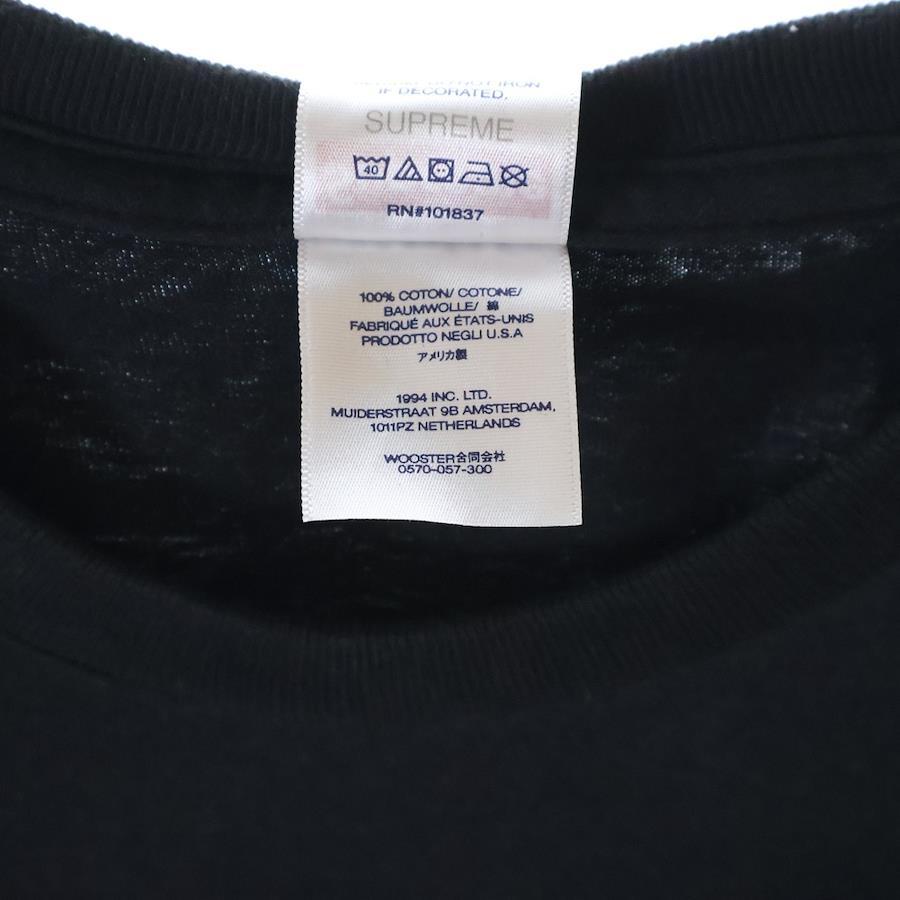 IF DECORATED.
SUPREME
40
RN#101837
100% COTON/ COTONE/
BAUMWOLLE/ 綿
FABRIQUÉ AUX ÉTATS-UNIS
PRODOTTO NEGLI U.S.A
アメリカ製
1994 INC. LTD.
MUIDERSTRAAT 9B AMSTERDAM,
1011PZ NETHERLANDS
WOOSTER合同会社
0570-057-300